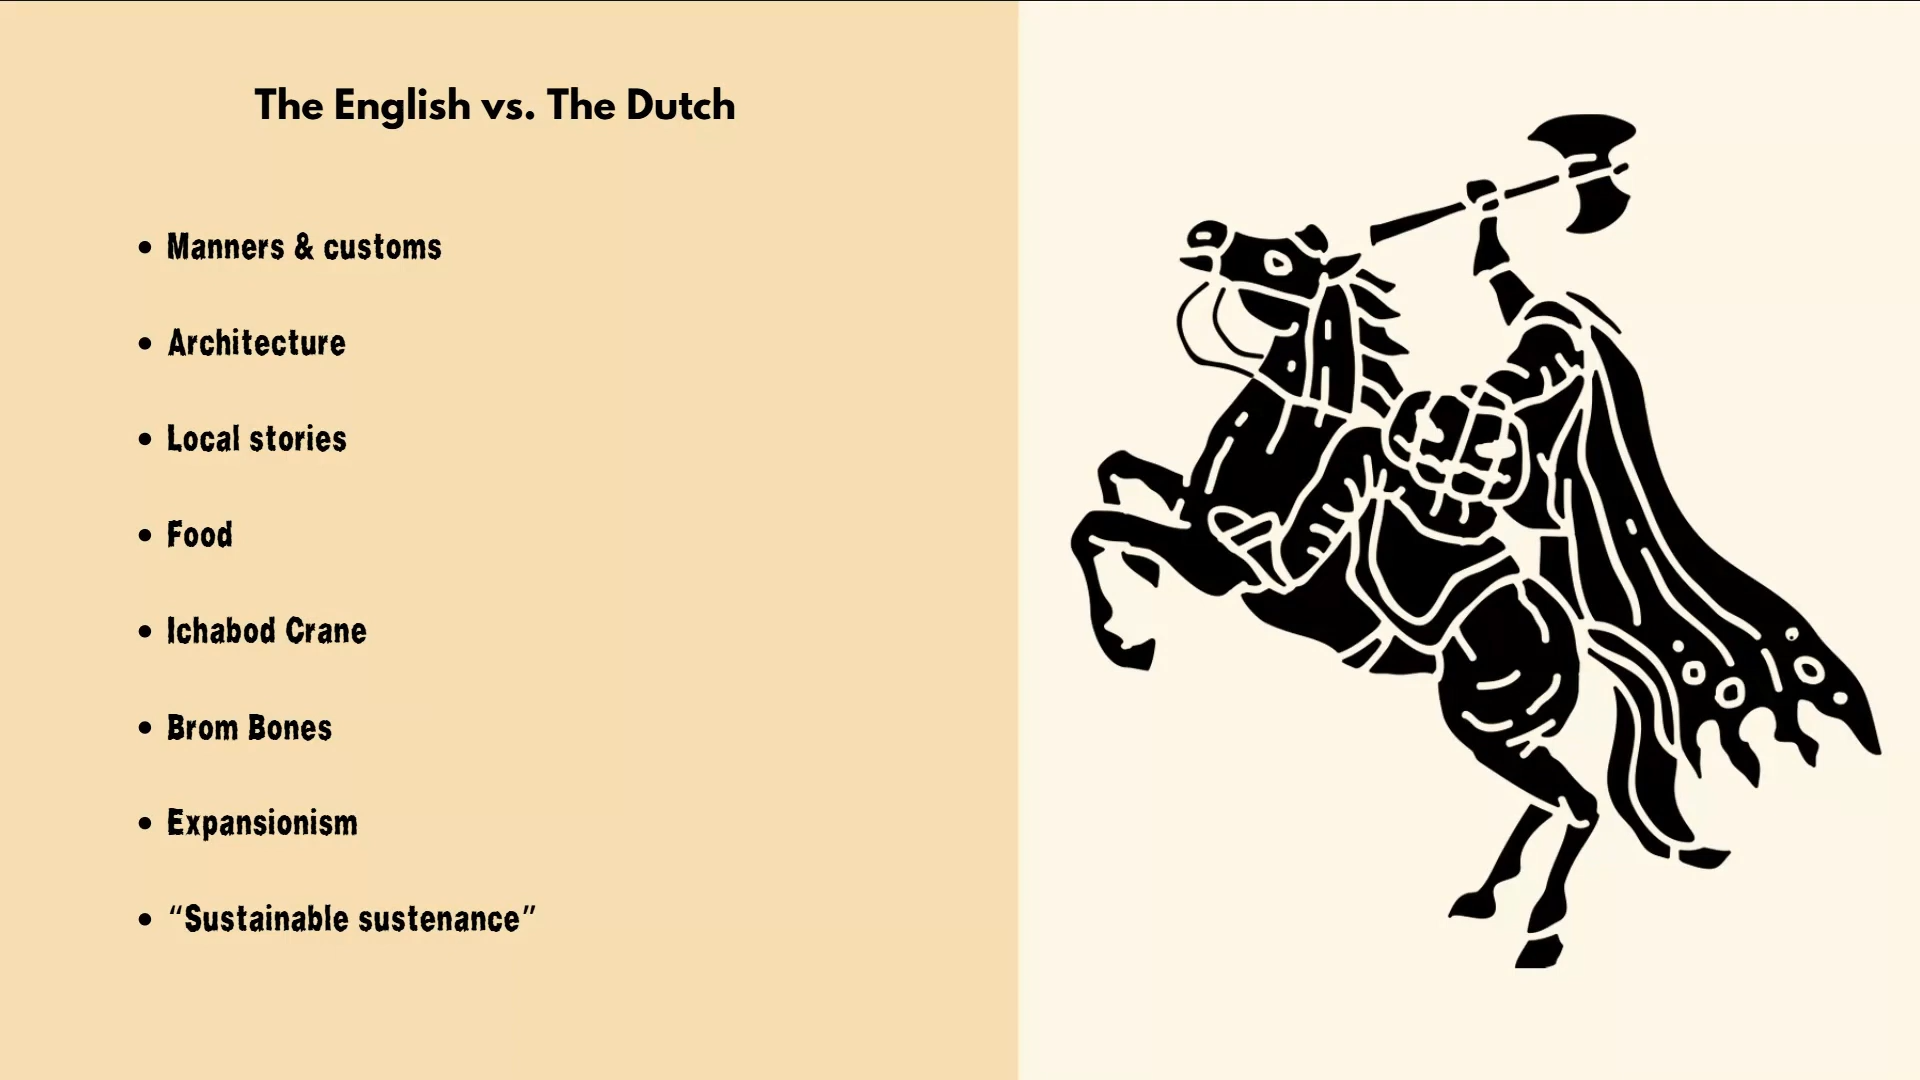 The English vs. The Dutch
• Manners & customs
• Architecture
• Local stories
• Food
• Ichabod Crane
• Brom Bones
• Expansionism
• “Sustainable sustenance”